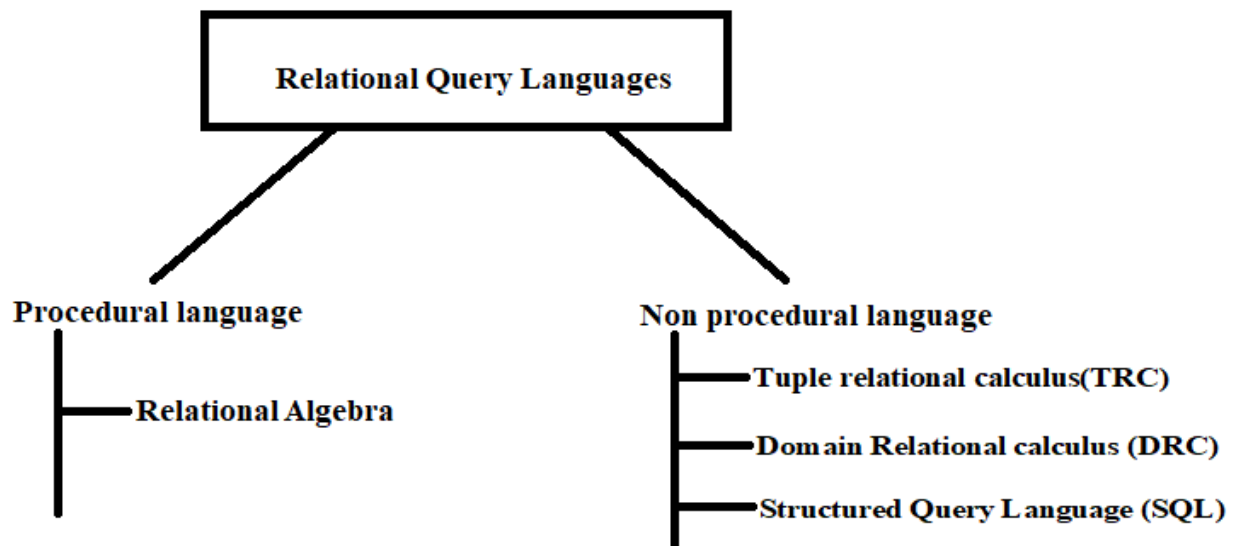 Relational Query Languages
Procedural language
Relational Algebra
Non procedural language
Tuple relational calculus(TRC)
Domain Relational calculus (DRC)
Structured Query Language (SQL)